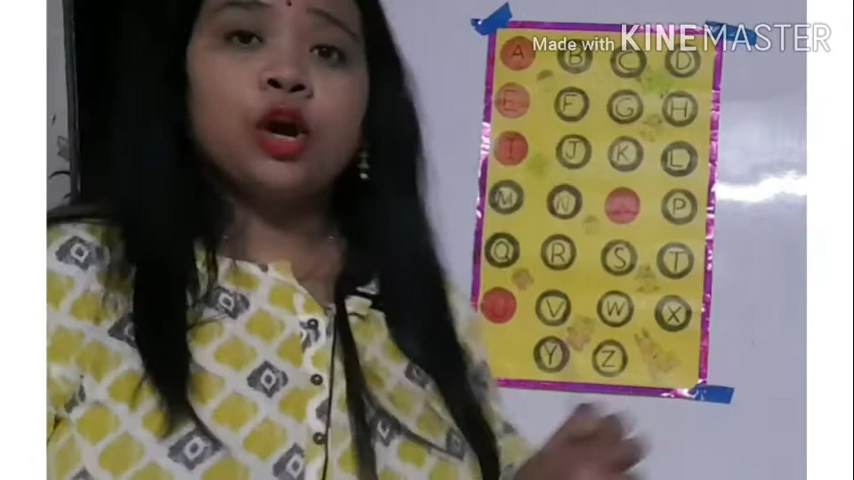 Made With KINEMASTER
A B C D
E F G H
I J K L
M N O P
Q R S T
U V W X
Y Z